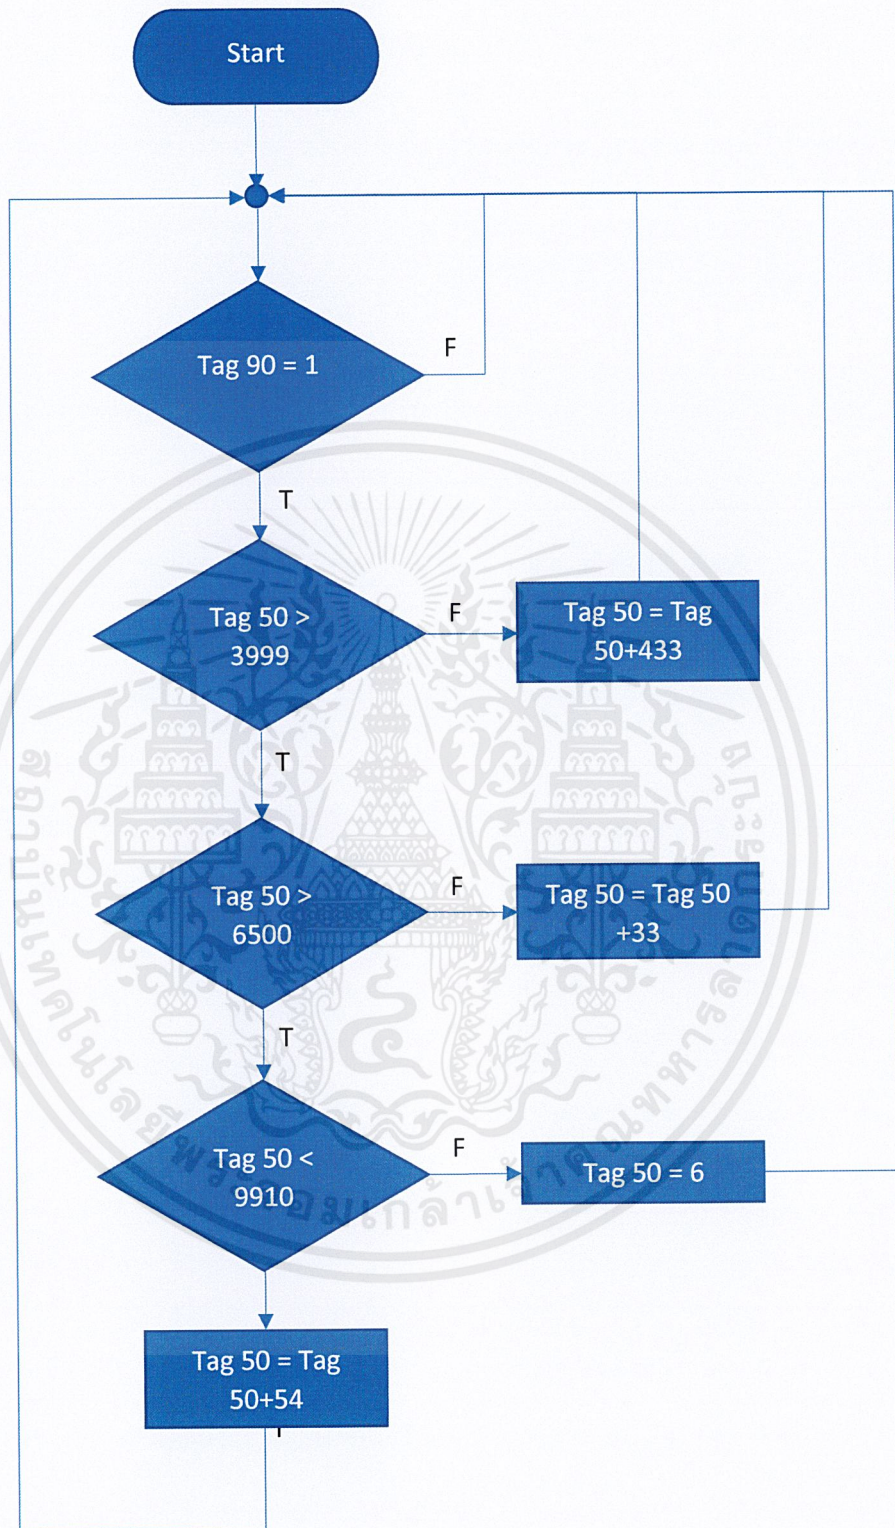 Start
Tag 90 = 1
F
T
Tag 50 >
3999
F
Tag 50 = Tag
50+433
T
Tag 50 >
6500
F
Tag 50 = Tag 50
+33
T
Tag 50 <
9910
F
Tag 50 = 6
Tag 50 = Tag
50+54